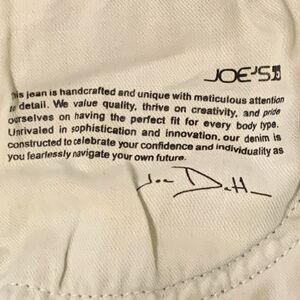 JOE'S
This jean is handcrafted and unique with meticulous attention
to detail. We value quality, thrive on creativity, and pride
ourselves on having the perfect fit for every body type.
Unrivaled in sophistication and innovation, our denim is
constructed to celebrate your confidence and individuality as
you fearlessly navigate your own future.
Joe